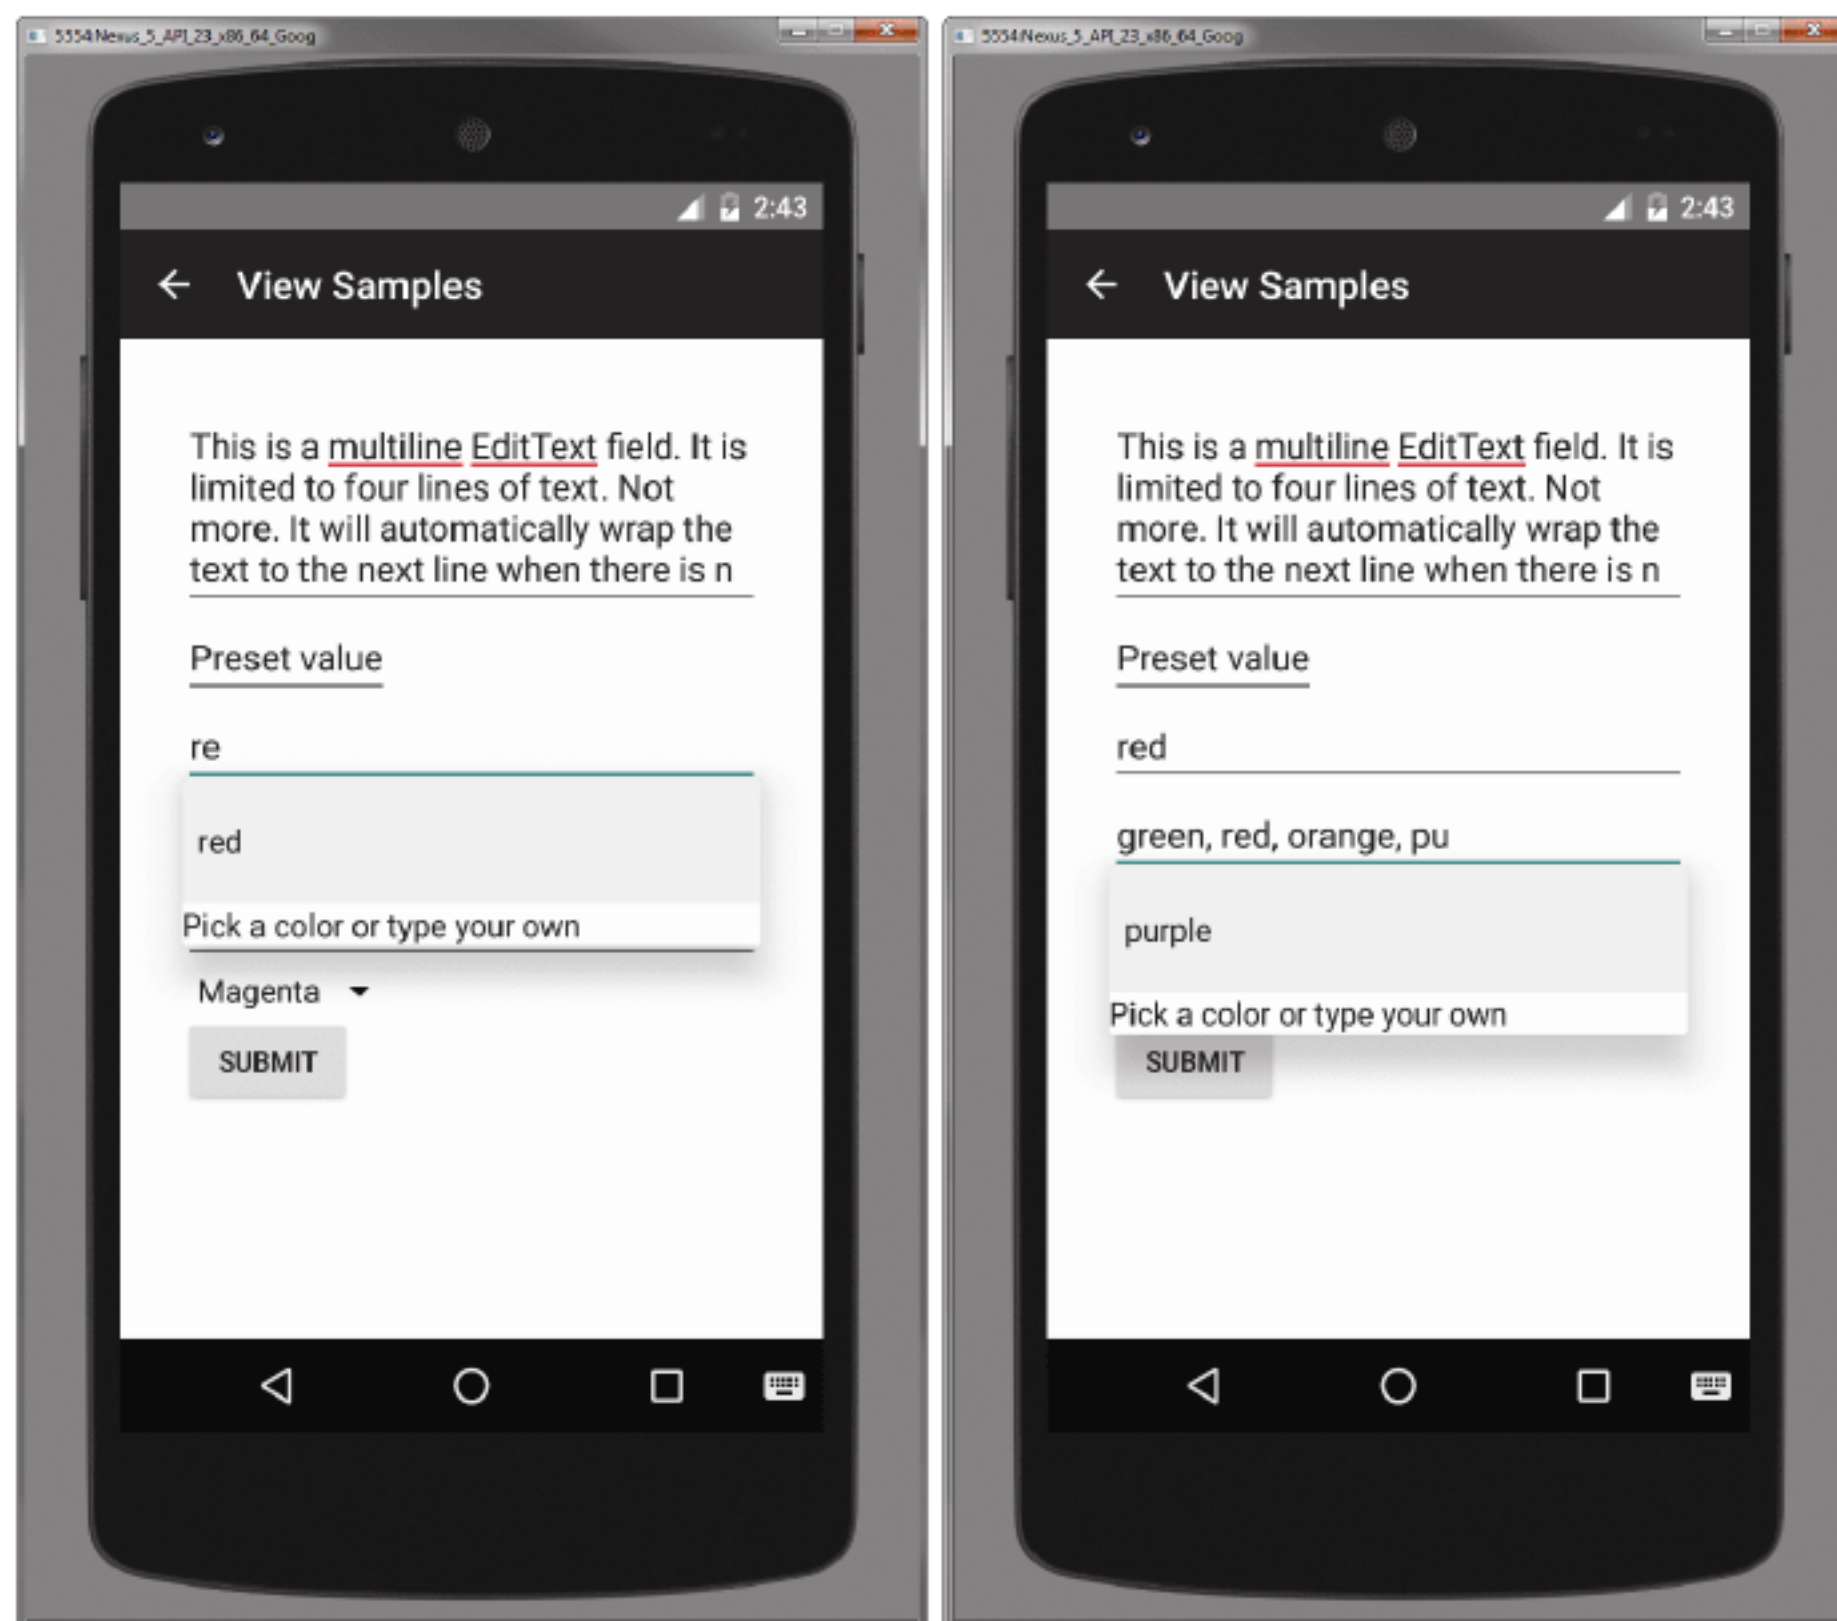 5554:Nexus_5_API_23_x86_64_Goog
2:43
View Samples
This is a multiline EditText field. It is
limited to four lines of text. Not
more. It will automatically wrap the
text to the next line when there is n
Preset value
re
red
Pick a color or type your own
Magenta
SUBMIT
5554:Nexus_5_API_23_x86_64_Goog
2:43
View Samples
This is a multiline EditText field. It is
limited to four lines of text. Not
more. It will automatically wrap the
text to the next line when there is n
Preset value
red
green, red, orange, pu
purple
Pick a color or type your own
SUBMIT